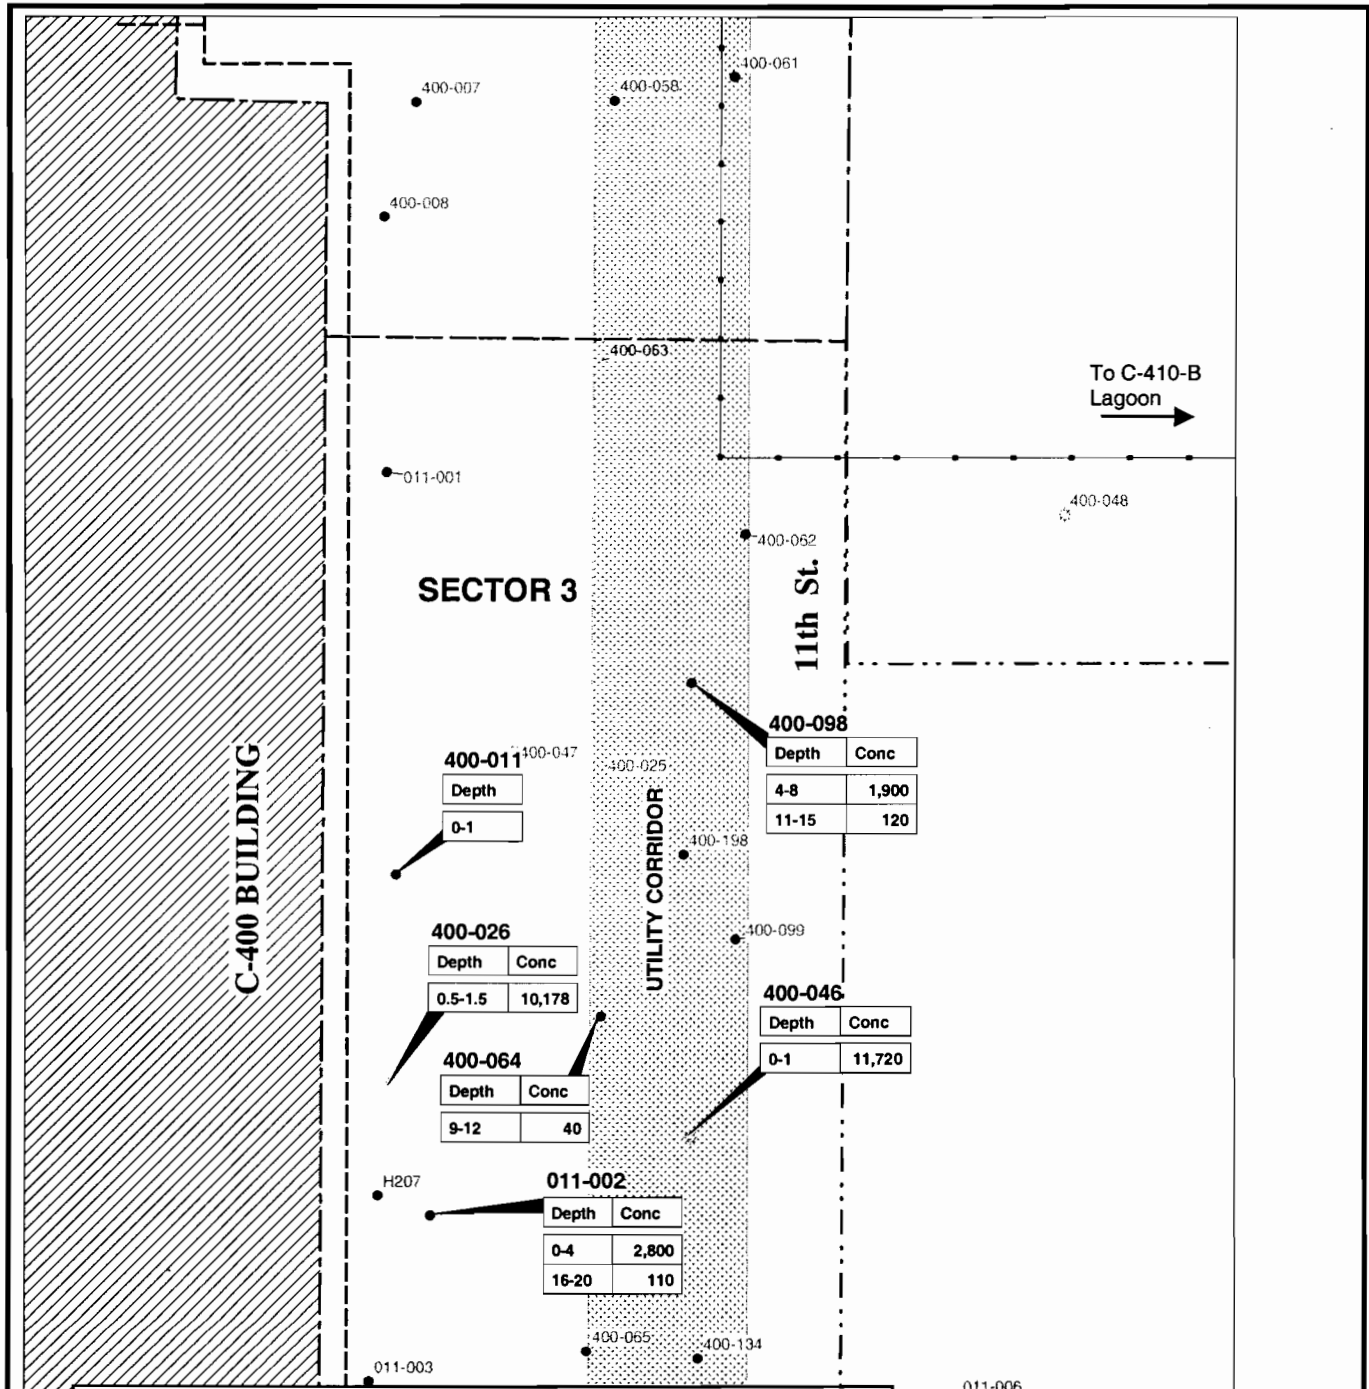 400-061
400-007
400-058
400-008
400-063
To C-410-B
Lagoon
011-001
400-048
400-062
SECTOR 3
11th St.
400-098
Depth Conc
4-8 1,900
11-15 120
400-047
400-011
Depth
0-1
400-025
C-400 BUILDING
UTILITY CORRIDOR
400-198
400-026
Depth Conc
0.5-1.5 10,178
400-099
400-046
Depth Conc
0-1 11,720
400-064
Depth Conc
9-12 40
H207
011-002
Depth Conc
0-4 2,800
16-20 110
400-065
400-134
011-003
011-006